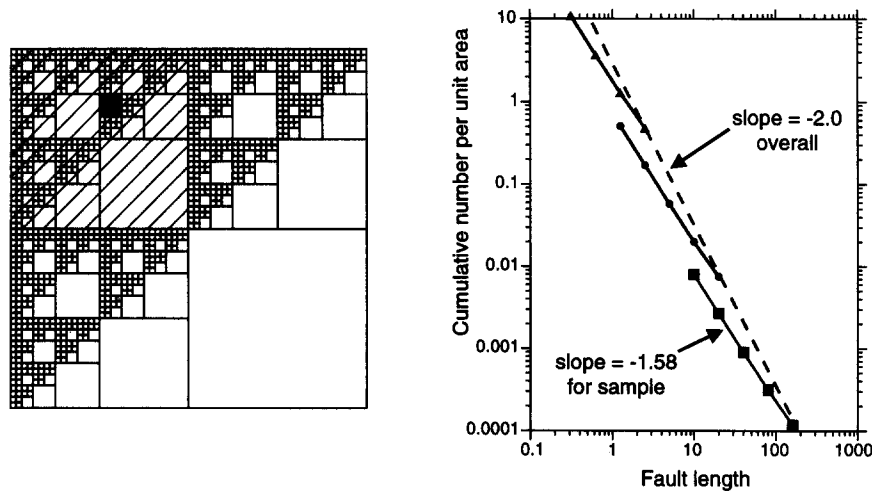 10
1
0.1
0.01
0.001
0.0001
Cumulative number per unit area
slope = -2.0
overall
slope = -1.58
for sample
0.1
1
10
100
1000
Fault length